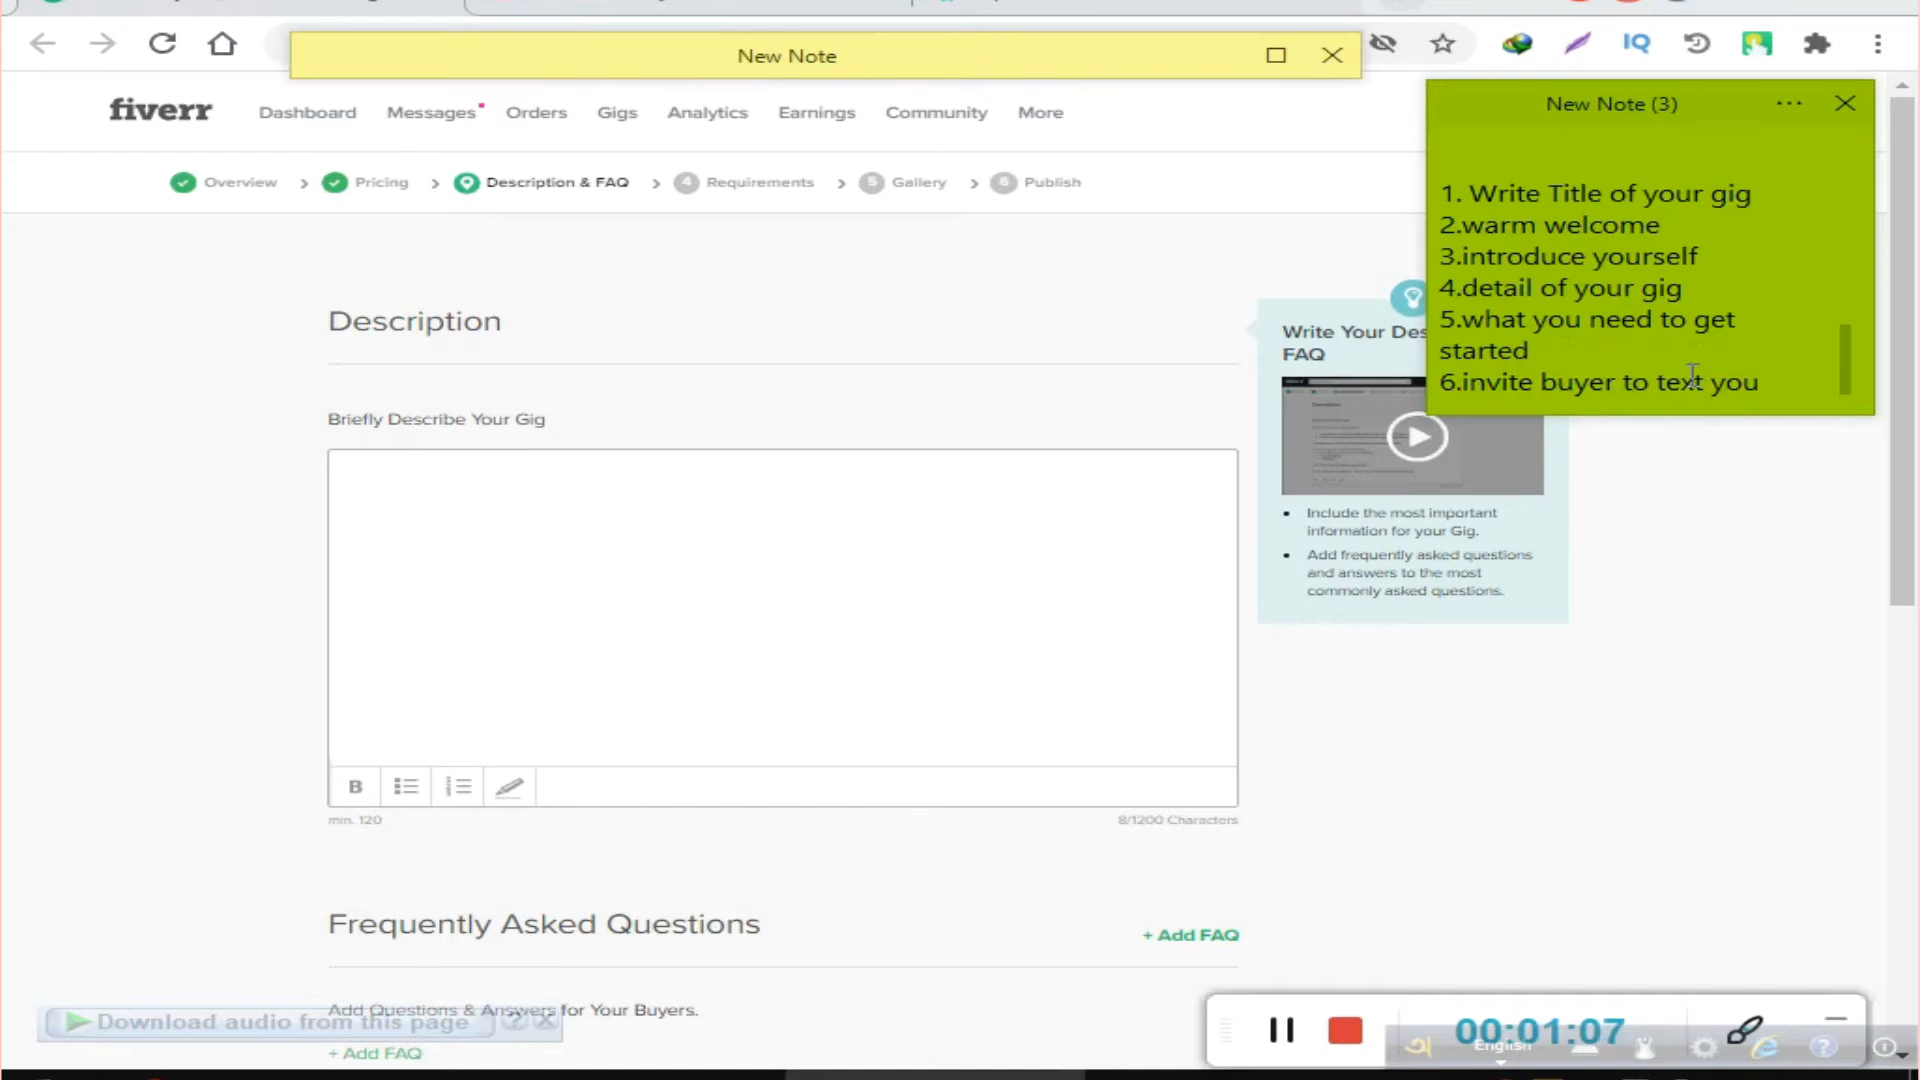 New Note
IQ
New Note (3)
fiverr
Dashboard
Messages
Orders
Gigs
Analytics
Earnings
Community
More
Overview
Pricing
Description & FAQ
4
Requirements
5
Gallery
6
Publish
1. Write Title of your gig
2.warm welcome
3.introduce yourself
4.detail of your gig
5.what you need to get
started
6.invite buyer to text you
Description
Write Your Des
FAQ
Briefly Describe Your Gig
Include the most important
information for your Gig.
Add frequently asked questions
and answers to the most
commonly asked questions.
B
min. 120
8/1200 Characters
Frequently Asked Questions
+ Add FAQ
Add Questions & Answers for Your Buyers.
Download audio from this page
?
X
+ Add FAQ
00:01:07
English